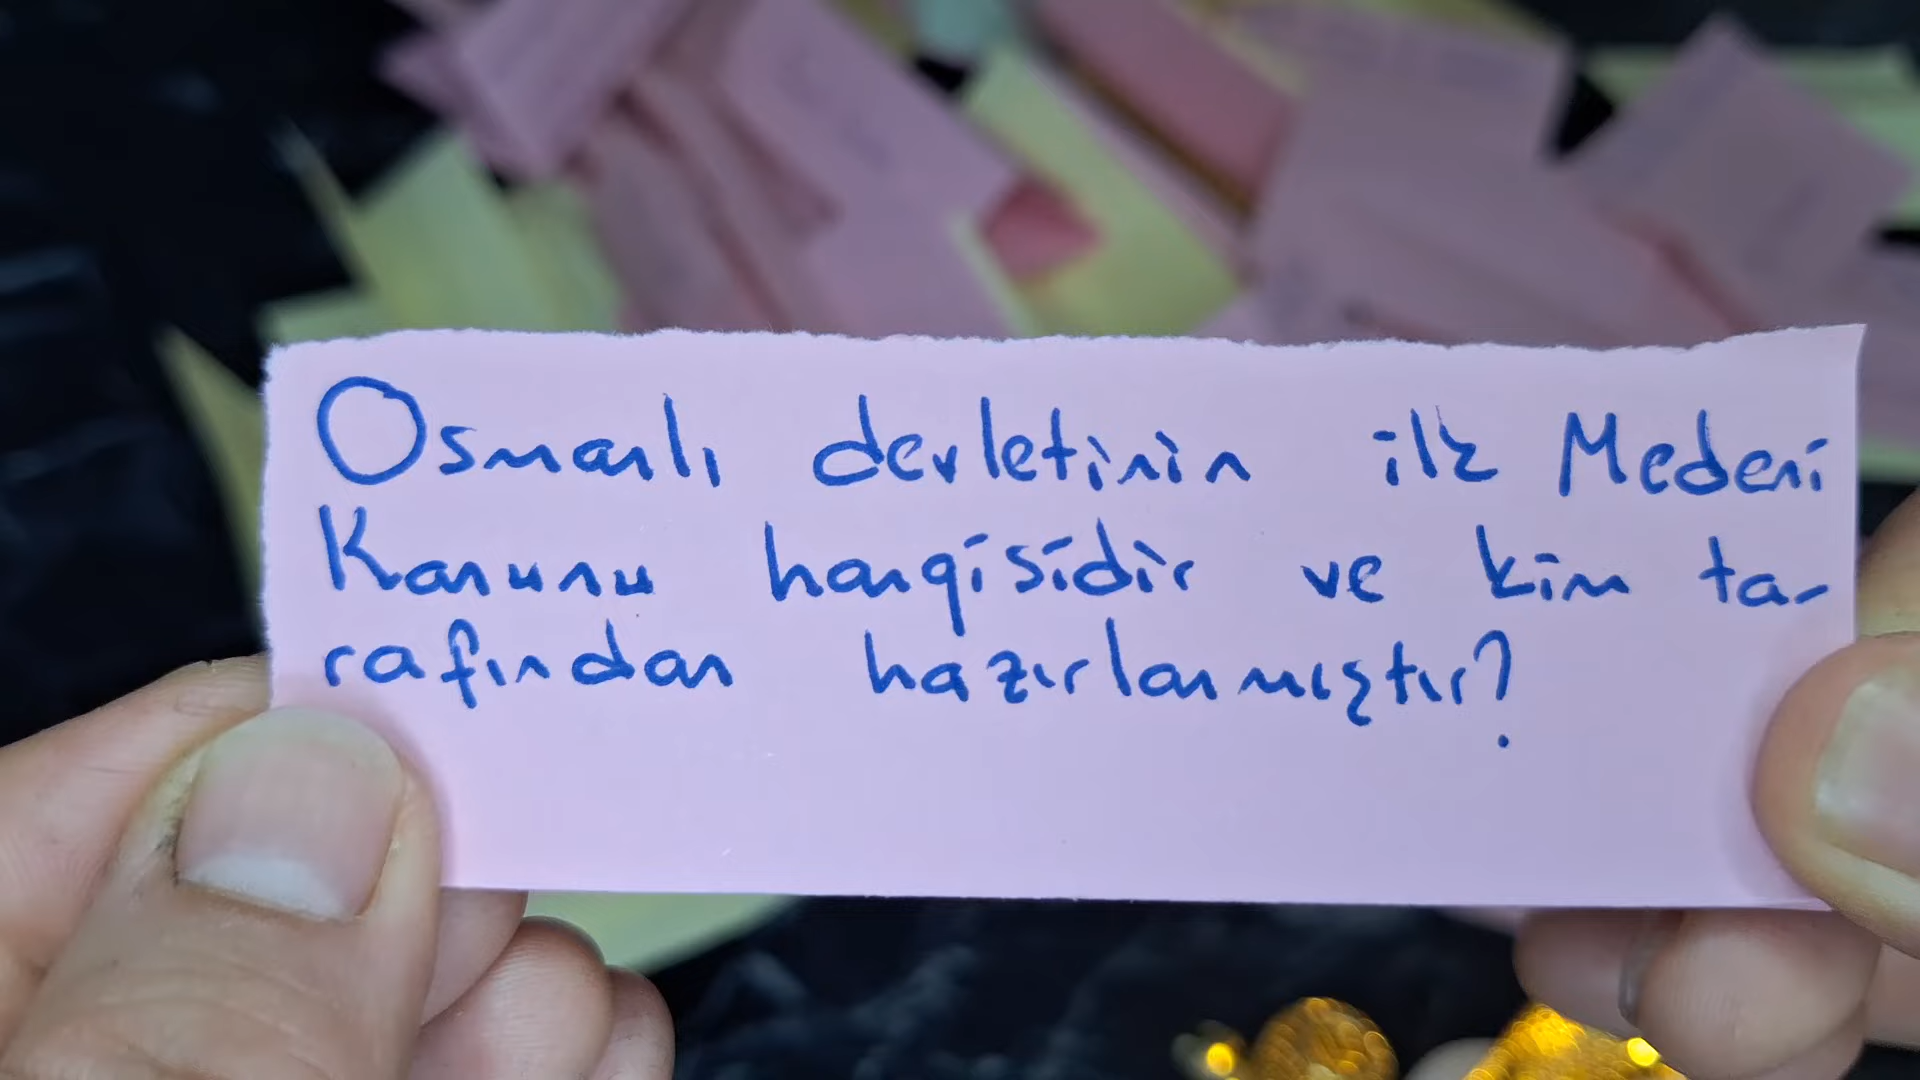 Osmanlı devletinin ilk Medeni
Kanunu hangisidir ve kim ta-
rafından hazırlanmıştır?